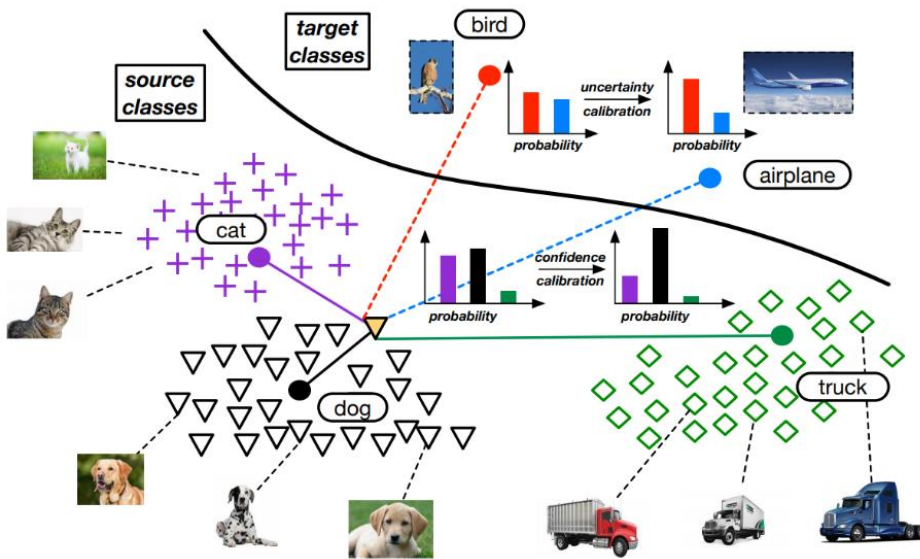 target
classes
bird
source
classes
uncertainty
calibration
probability
probability
airplane
cat
confidence
calibration
probability
probability
dog
truck